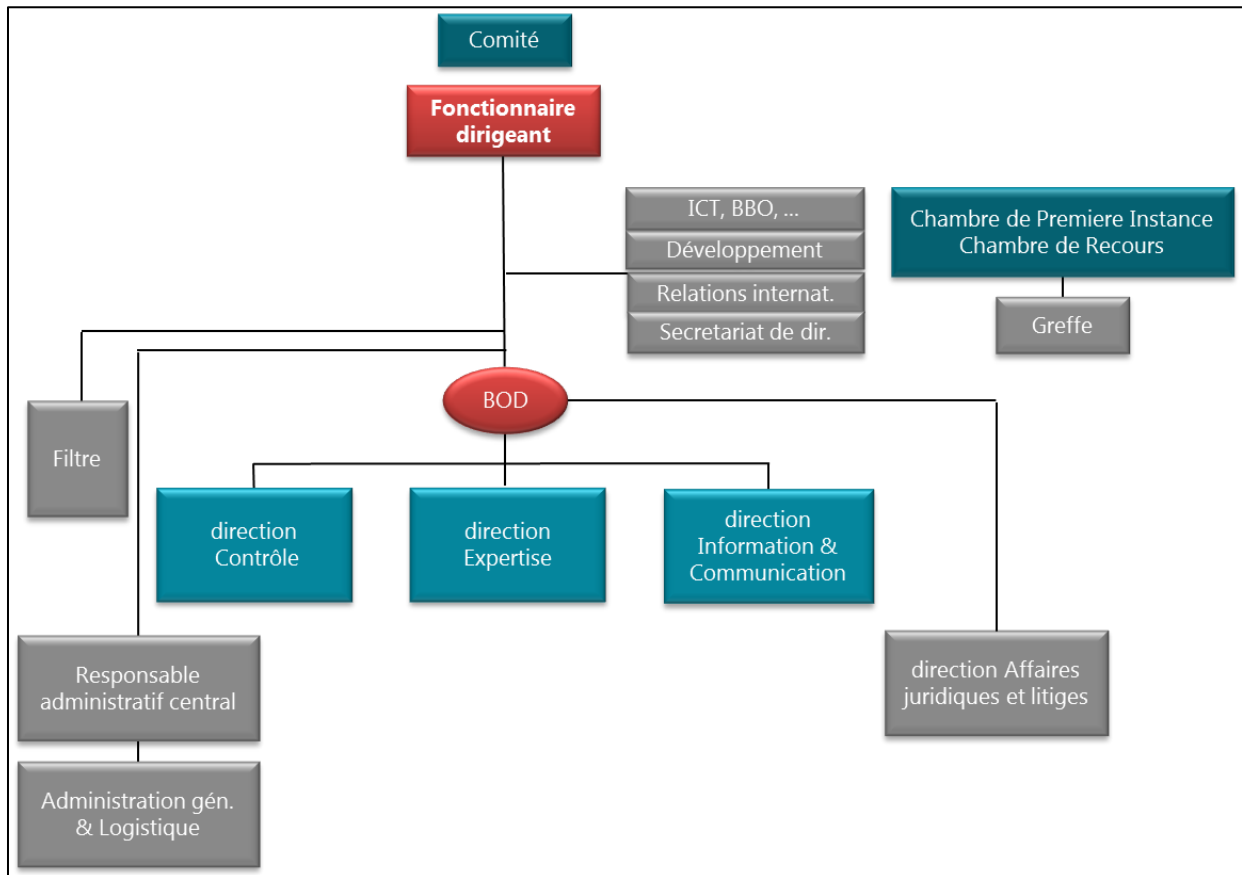 Comité
Fonctionnaire
dirigeant
ICT, BBO, ...
Développement
Relations internat.
Secretariat de dir.
Chambre de Premiere Instance
Chambre de Recours
Greffe
BOD
Filtre
direction
Contrôle
direction
Expertise
direction
Information &
Communication
Responsable
administratif central
direction Affaires
juridiques et litiges
Administration gén.
& Logistique